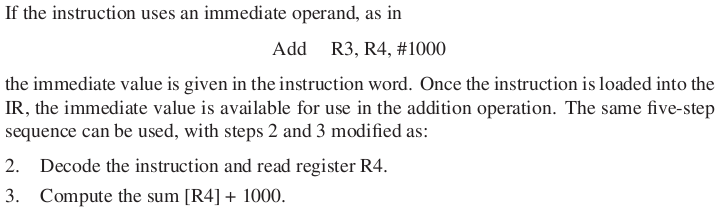 If the instruction uses an immediate operand, as in
Add R3, R4, #1000
the immediate value is given in the instruction word. Once the instruction is loaded into the
IR, the immediate value is available for use in the addition operation. The same five-step
sequence can be used, with steps 2 and 3 modified as:
2. Decode the instruction and read register R4.
3. Compute the sum [R4] + 1000.